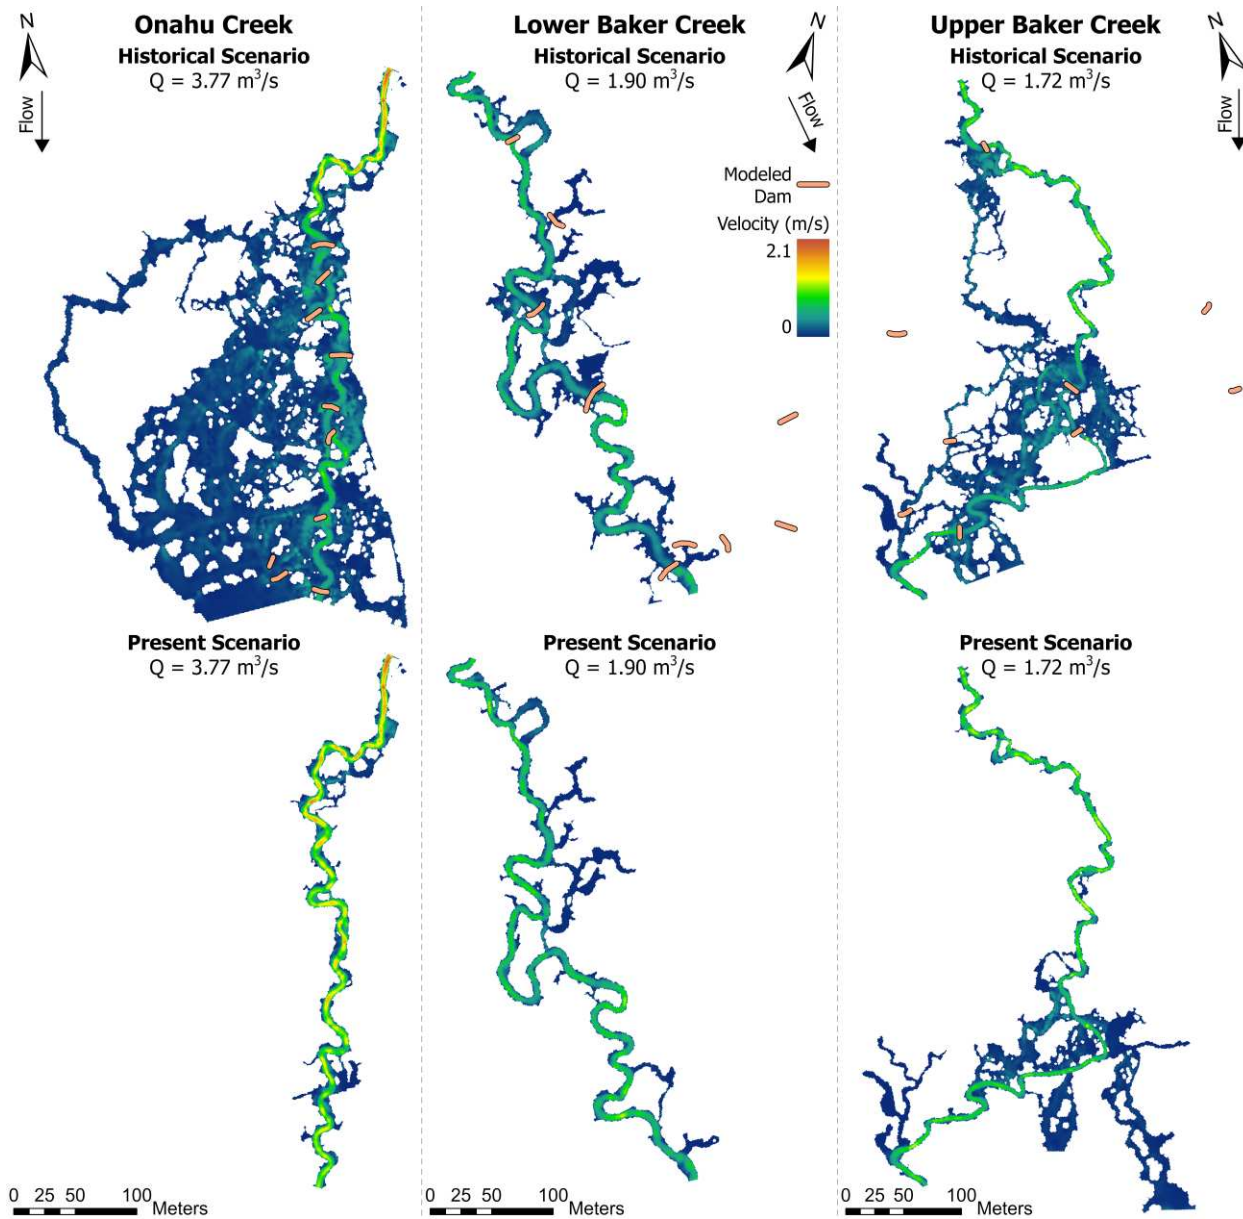 Onahu Creek
Historical Scenario
Q = 3.77 m³/s
N
Flow
Lower Baker Creek
Historical Scenario
Q = 1.90 m³/s
N
Flow
Modeled
Dam
Velocity (m/s)
2.1
0
Upper Baker Creek
Historical Scenario
Q = 1.72 m³/s
N
Flow
Present Scenario
Q = 3.77 m³/s
0 25 50 100
Meters
Present Scenario
Q = 1.90 m³/s
0 25 50 100
Meters
Present Scenario
Q = 1.72 m³/s
0 25 50 100
Meters